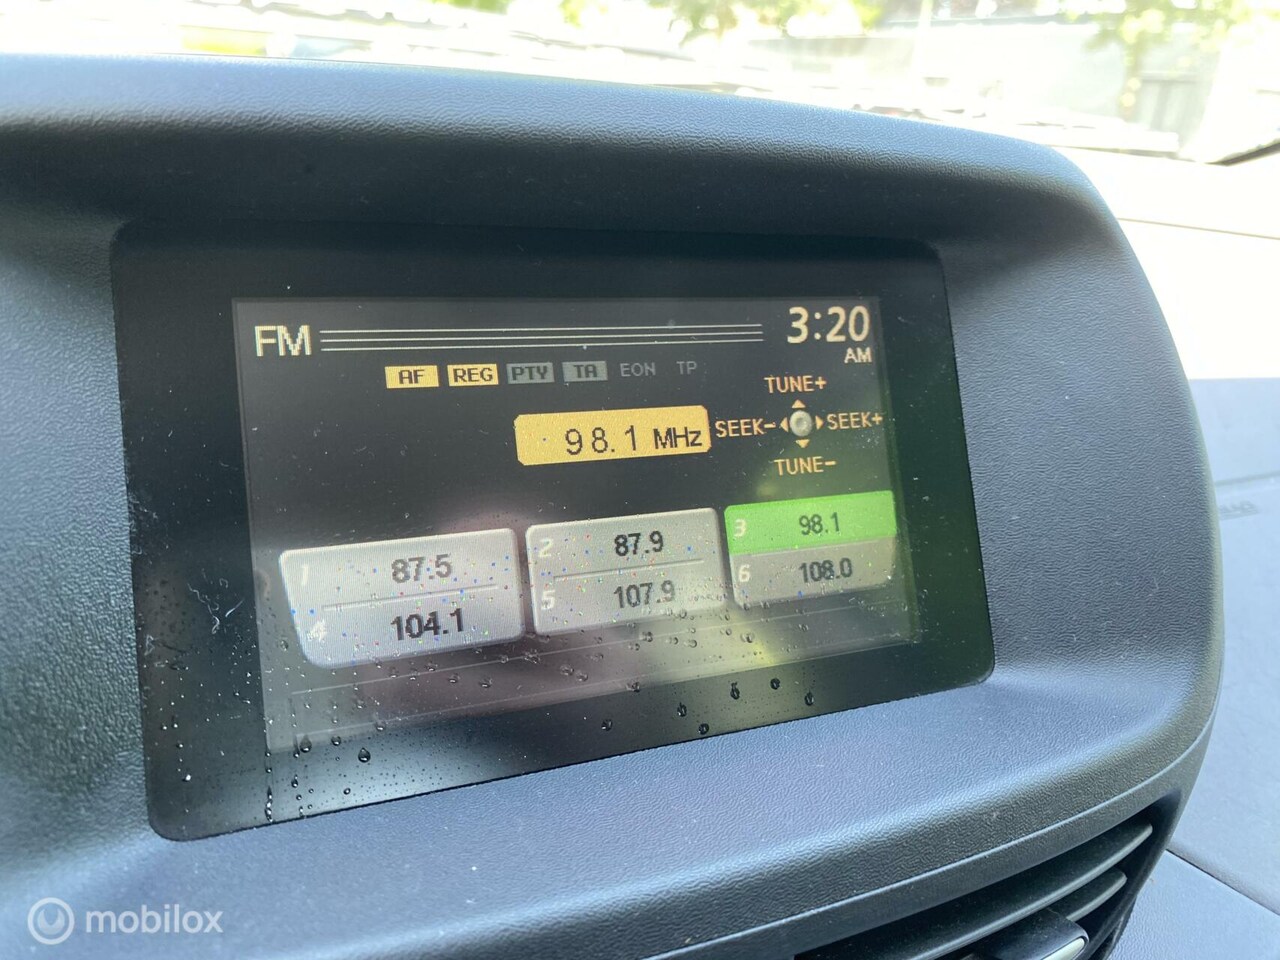 FM 3:20
AM
AF REG PTY TA EON TP
TUNE+
98.1 MHz SEEK- SEEK+
TUNE-
1 87.5 2 87.9 3 98.1
4 104.1 5 107.9 6 108.0
mobilox